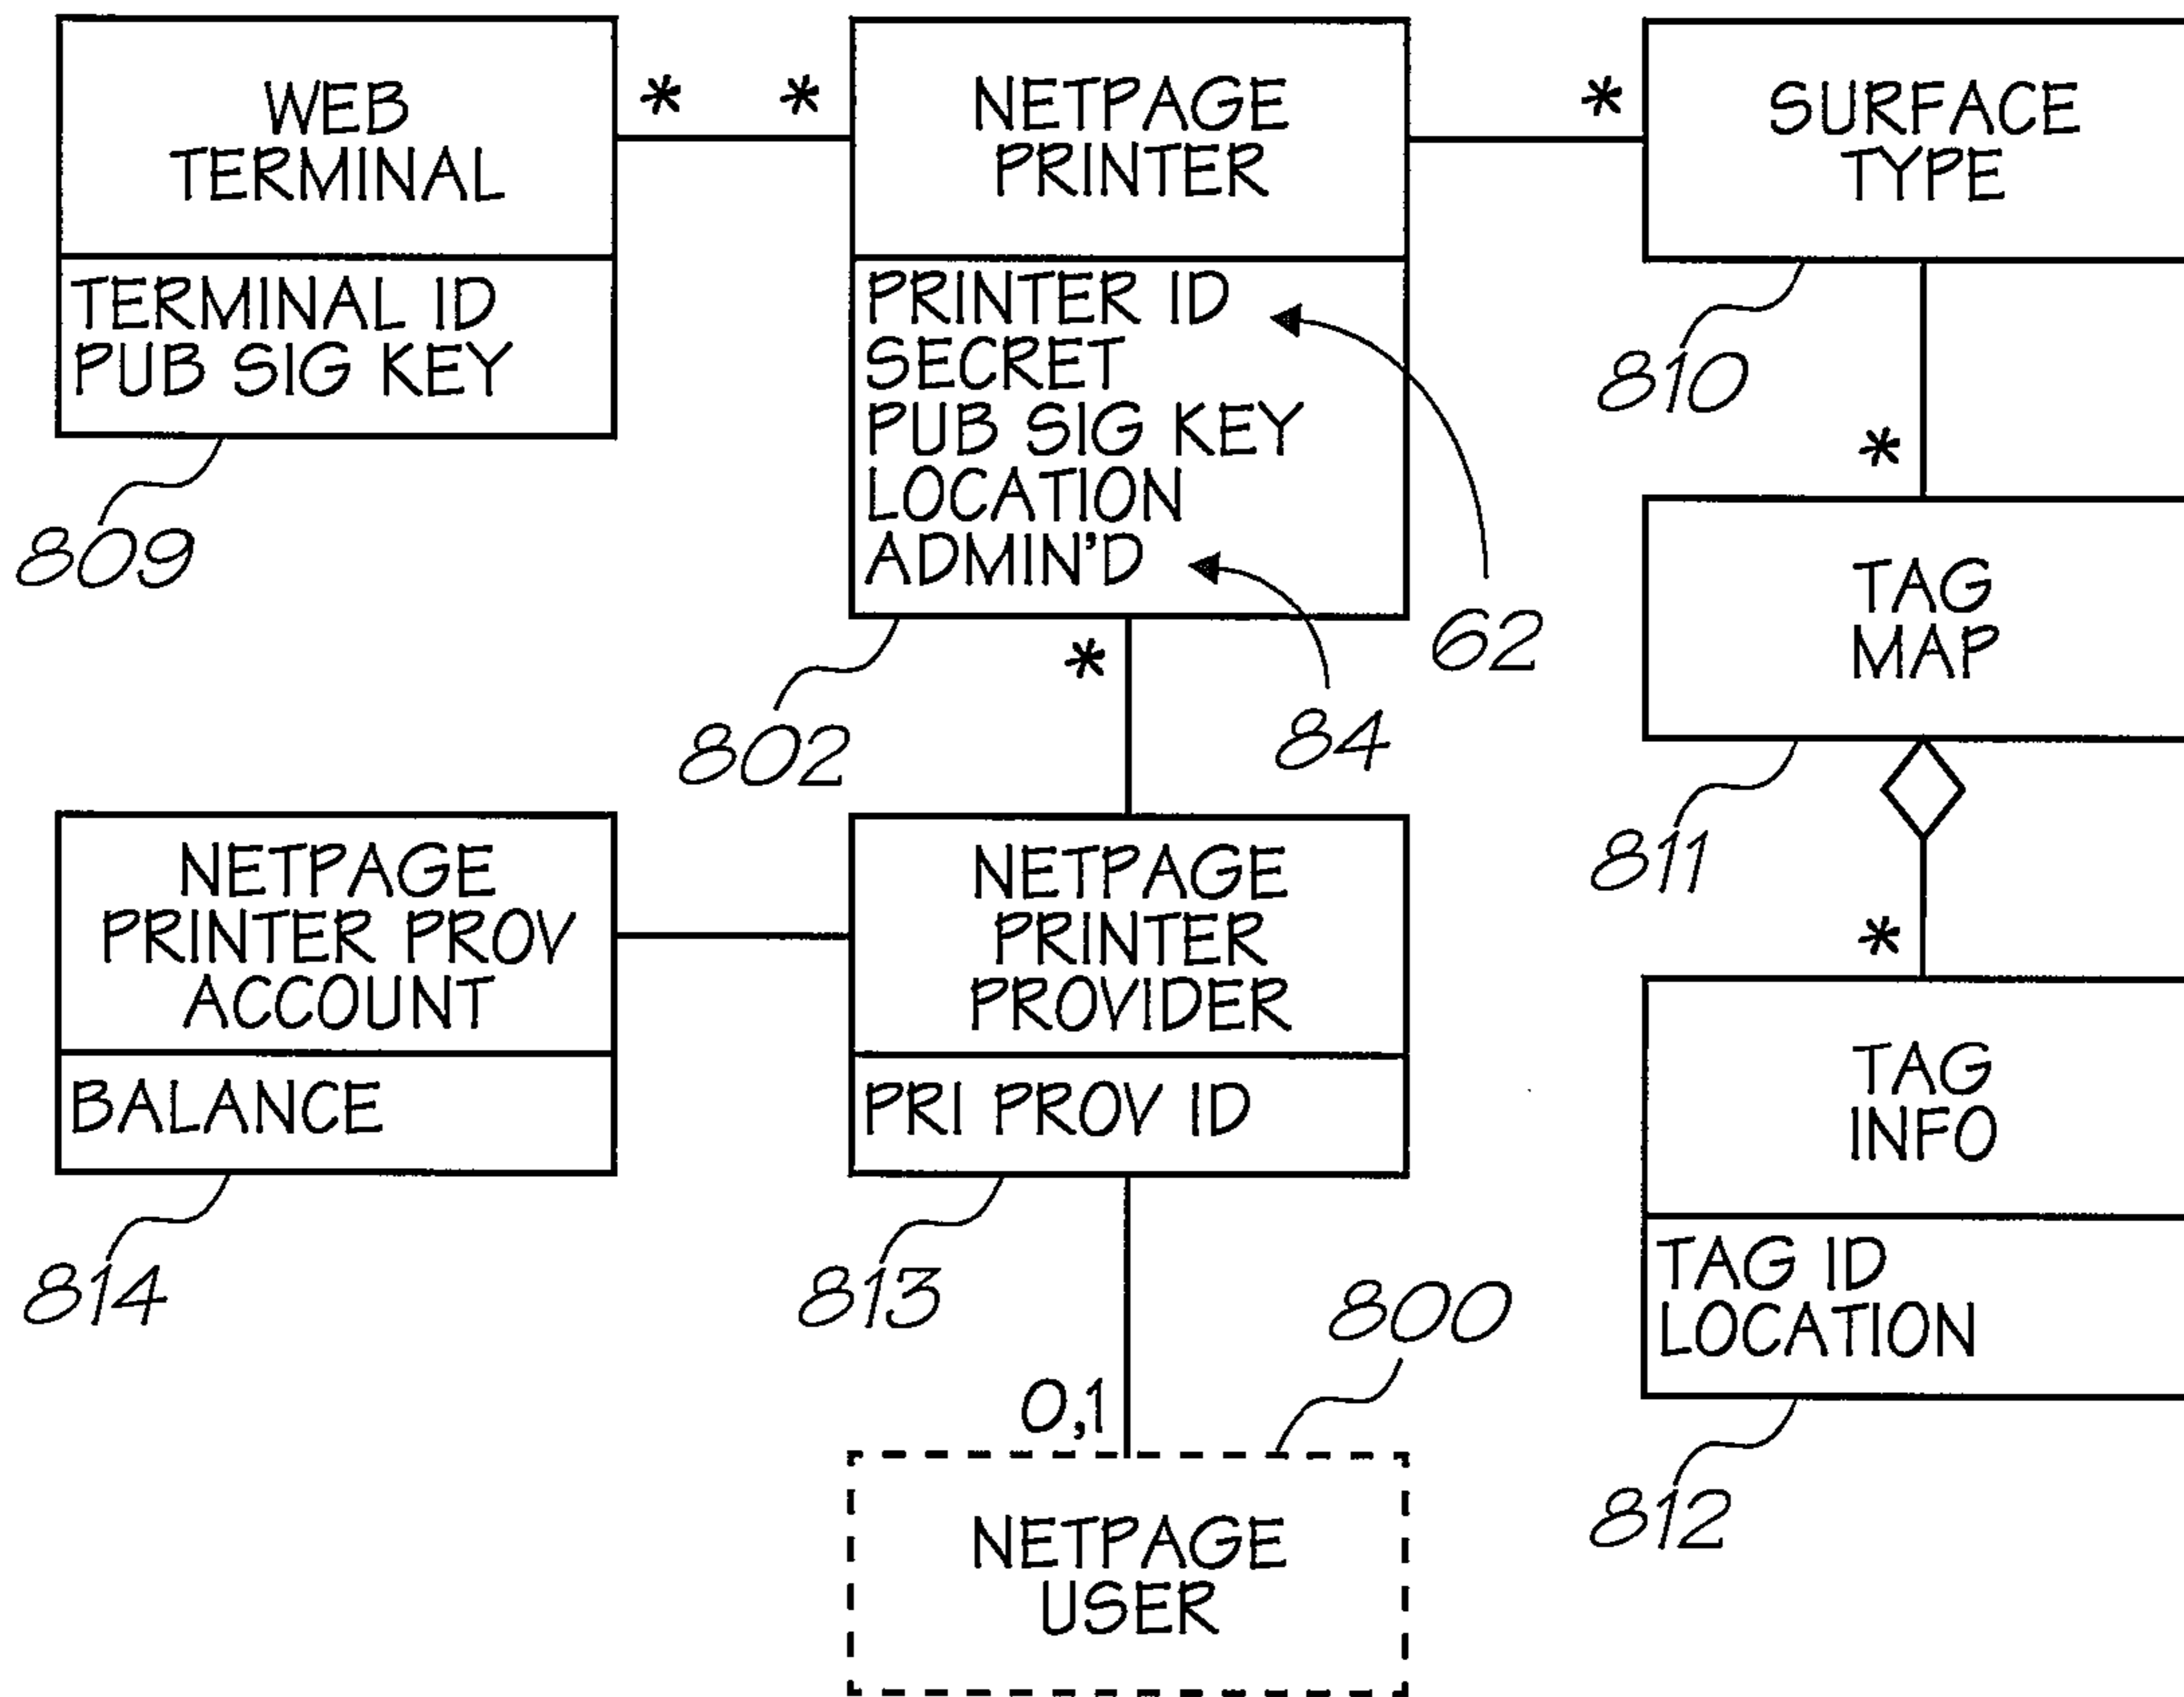 WEB
TERMINAL
TERMINAL ID
PUB SIG KEY
809
*
*
NETPAGE
PRINTER
PRINTER ID
SECRET
PUB SIG KEY
LOCATION
ADMIN'D
62
84
802
*
*
SURFACE
TYPE
810
*
TAG
MAP
811
*
TAG
INFO
TAG ID
LOCATION
812
NETPAGE
PRINTER PROV
ACCOUNT
BALANCE
814
NETPAGE
PRINTER
PROVIDER
PRI PROV ID
813
800
0,1
NETPAGE
USER